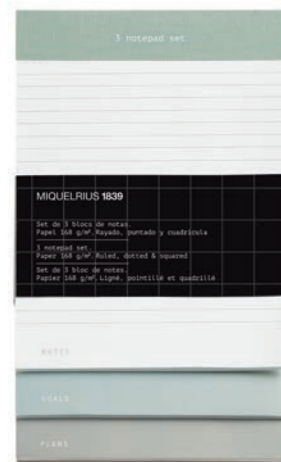 3 notepad set
MIQUELRIUS 1839
Set de 3 blocs de notas.
Papel 168 g/m². Rayado, puntado y cuadrícula
3 notepad set.
Paper 168 g/m². Ruled, dotted & squared
Set de 3 bloc de notes.
Papier 168 g/m². Ligné, pointillé et quadrillé
NOTES
GOALS
PLANS